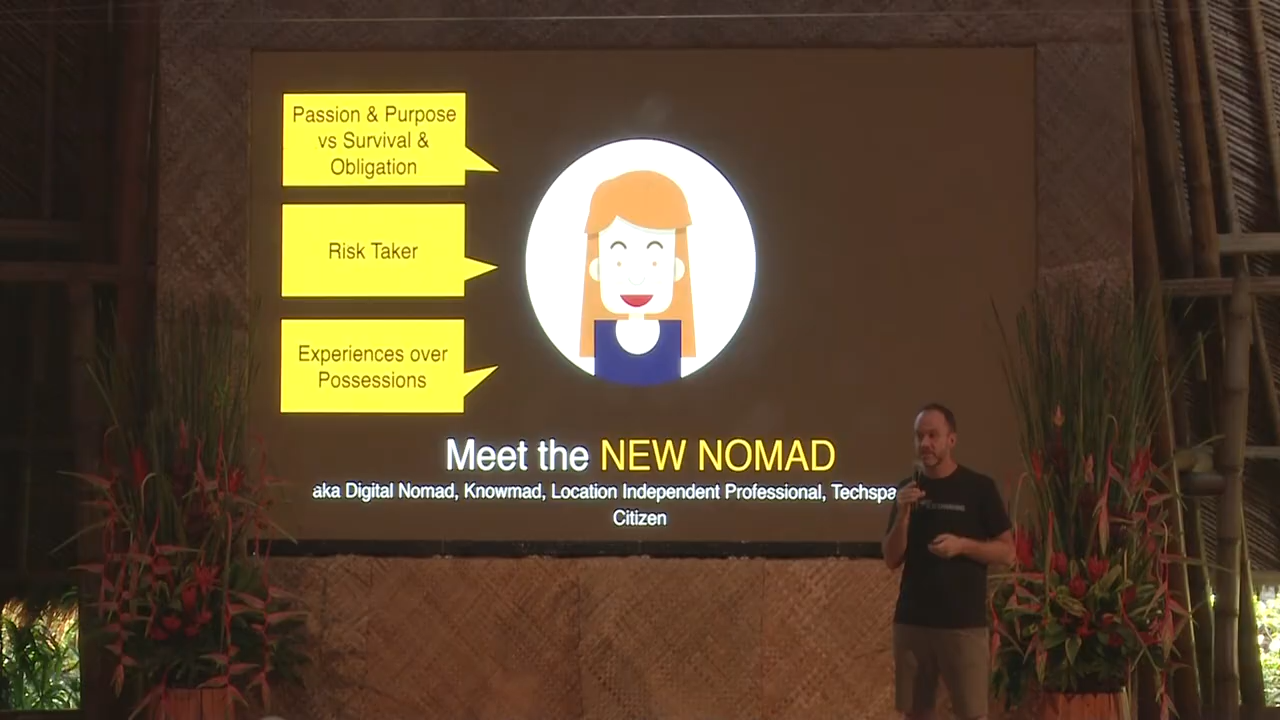 Passion & Purpose
vs Survival &
Obligation
Risk Taker
Experiences over
Possessions
Meet the NEW NOMAD
aka Digital Nomad, Knowmad, Location Independent Professional,
Citizen